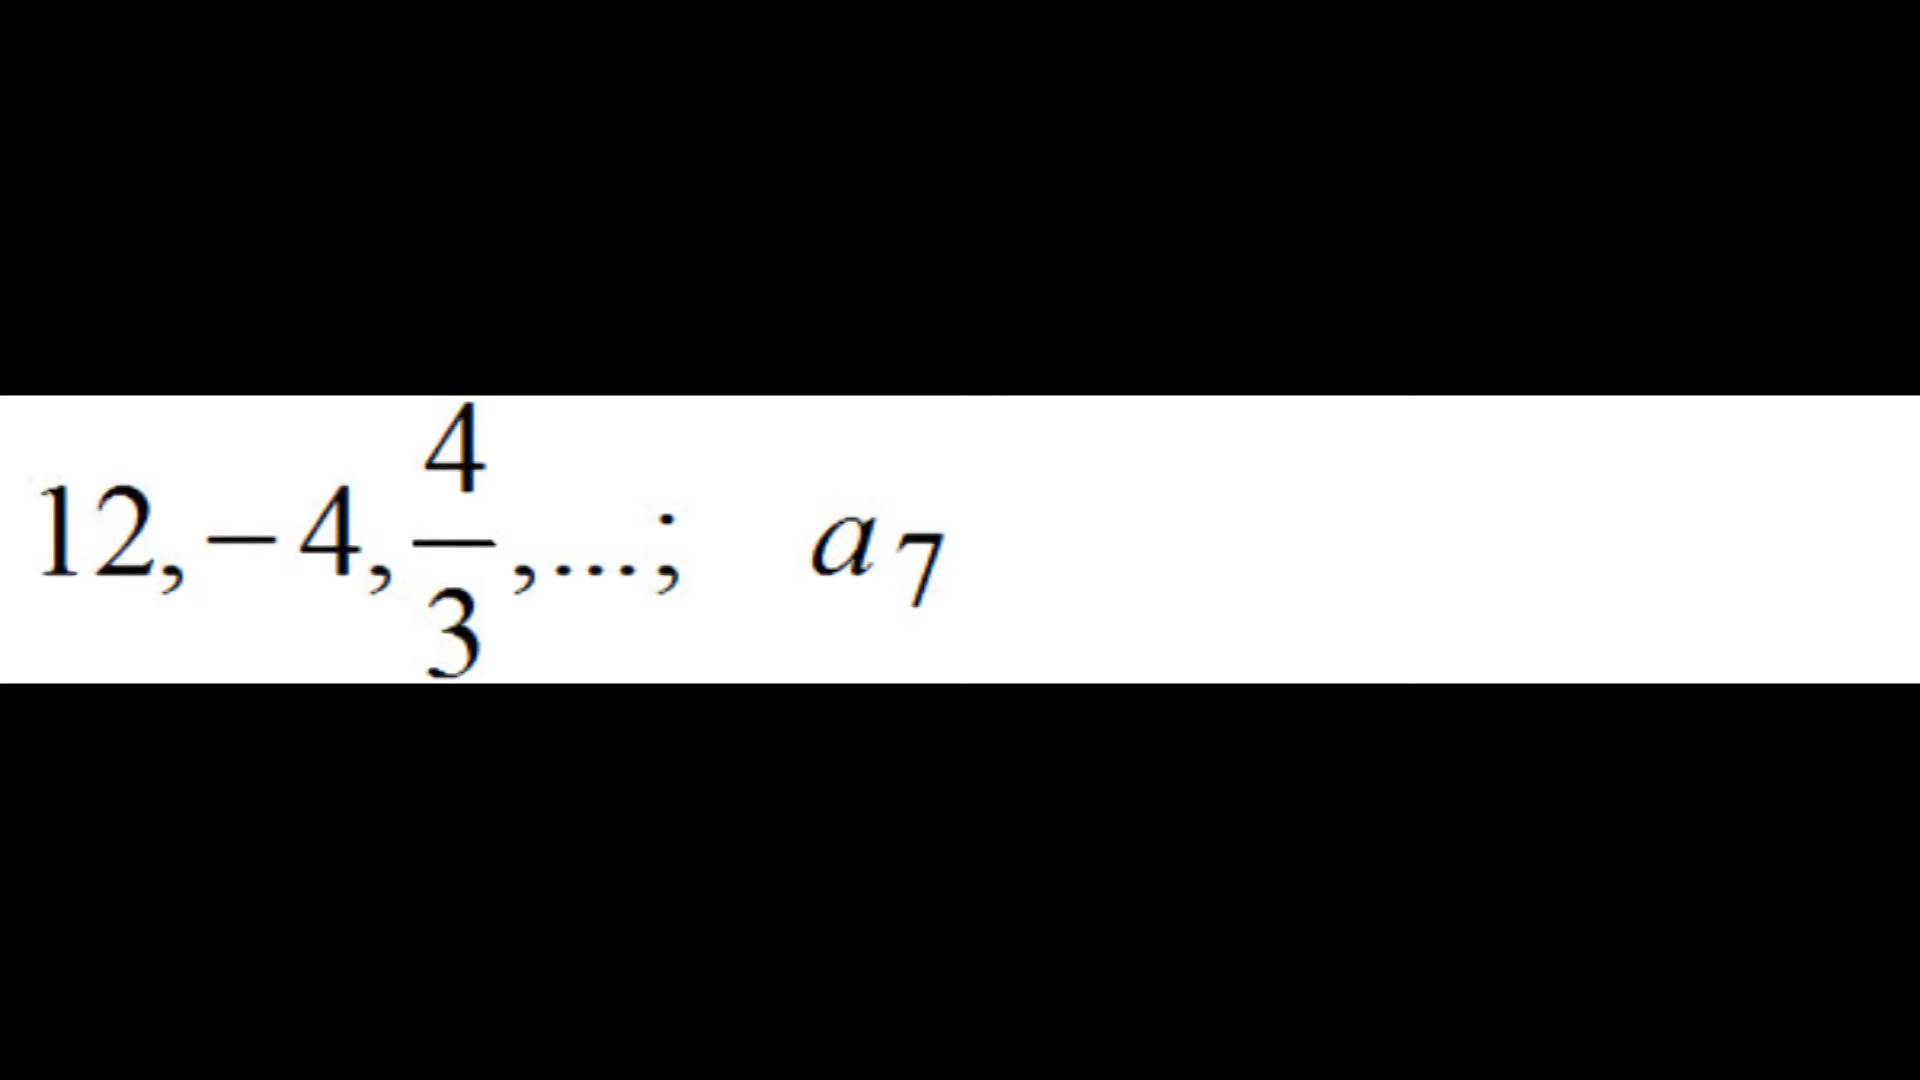 12, −4, 4/3, ...; a₇